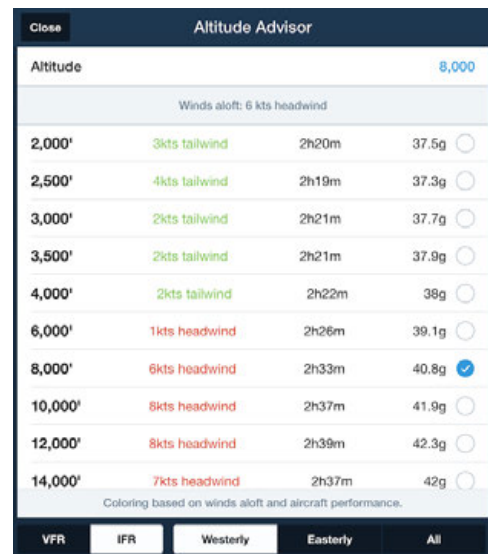 Close Altitude Advisor
Altitude 8,000
Winds aloft: 6 kts headwind
2,000' 3kts tailwind 2h20m 37.5g
2,500' 4kts tailwind 2h19m 37.3g
3,000' 2kts tailwind 2h21m 37.7g
3,500' 2kts tailwind 2h21m 37.9g
4,000' 2kts tailwind 2h22m 38g
6,000' 1kts headwind 2h26m 39.1g
8,000' 6kts headwind 2h33m 40.8g
10,000' 8kts headwind 2h37m 41.9g
12,000' 8kts headwind 2h39m 42.3g
14,000' 7kts headwind 2h37m 42g
Coloring based on winds aloft and aircraft performance.
VFR IFR Westerly Easterly All